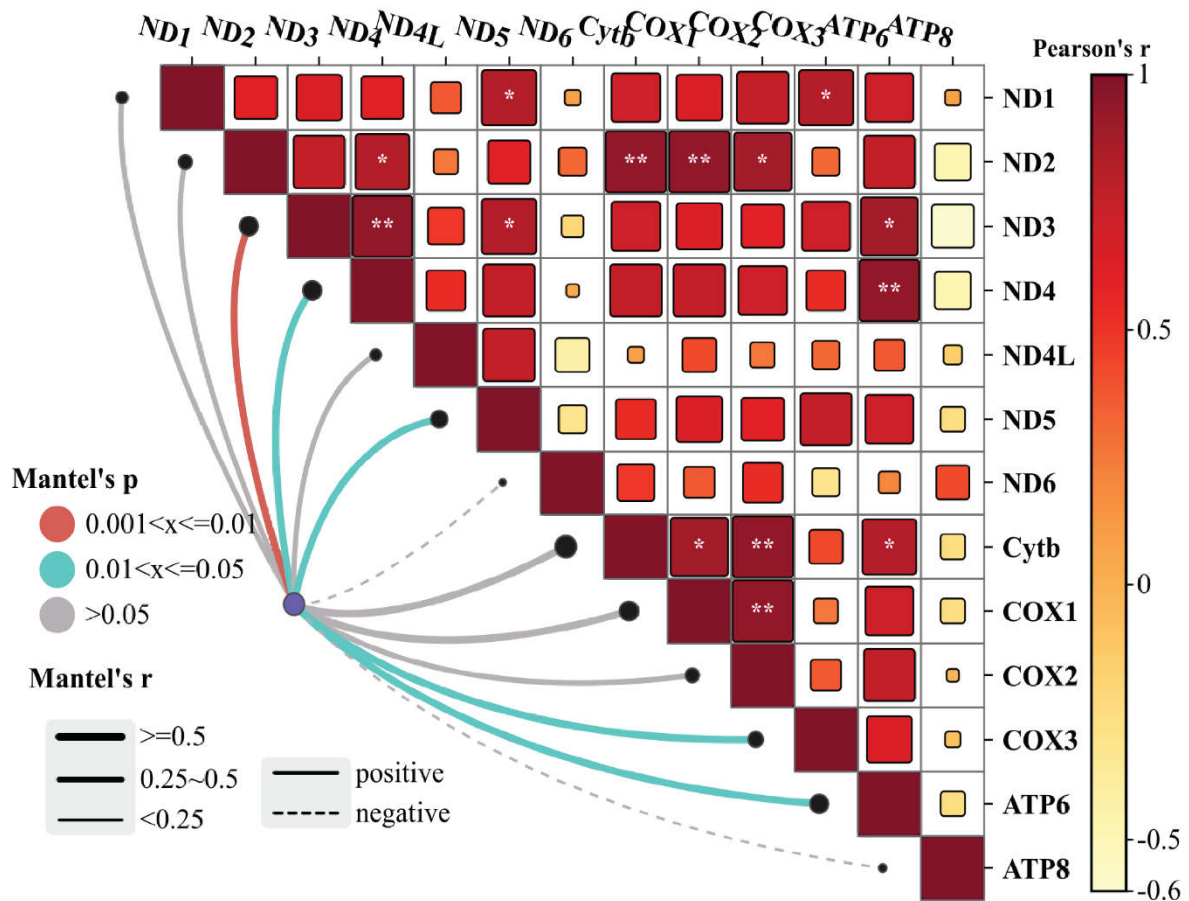 ND1 ND2 ND3 ND4 ND4L ND5 ND6 Cytb COX1 COX2 COX3 ATP6 ATP8
Pearson's r
1
0.5
0
-0.5
-0.6
* * ND1
* ** ** * ND2
** * * ND3
** ND4
ND4L
ND5
ND6
* ** * Cytb
** COX1
COX2
COX3
ATP6
ATP8
Mantel's p
0.001<x<=0.01
0.01<x<=0.05
>0.05
Mantel's r
>=0.5
0.25~0.5
<0.25
positive
negative